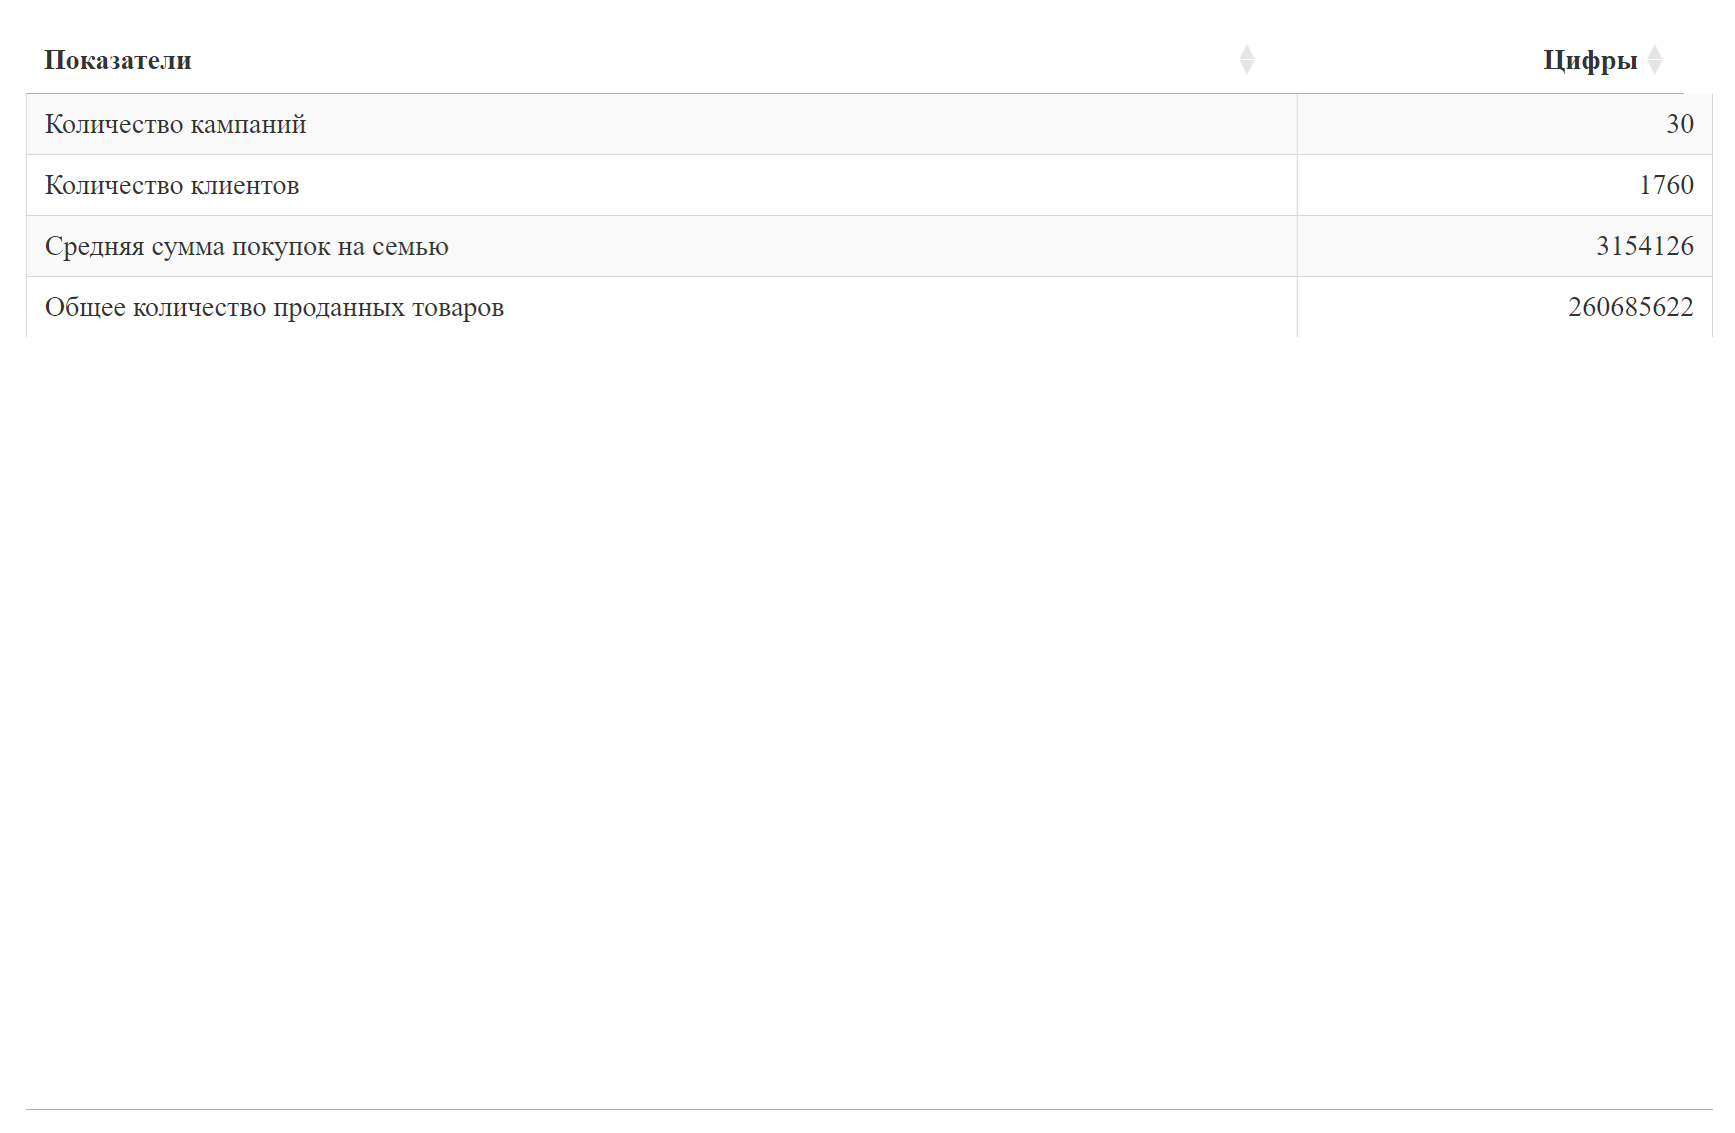 Показатели Цифры
Количество кампаний 30
Количество клиентов 1760
Средняя сумма покупок на семью 3154126
Общее количество проданных товаров 260685622